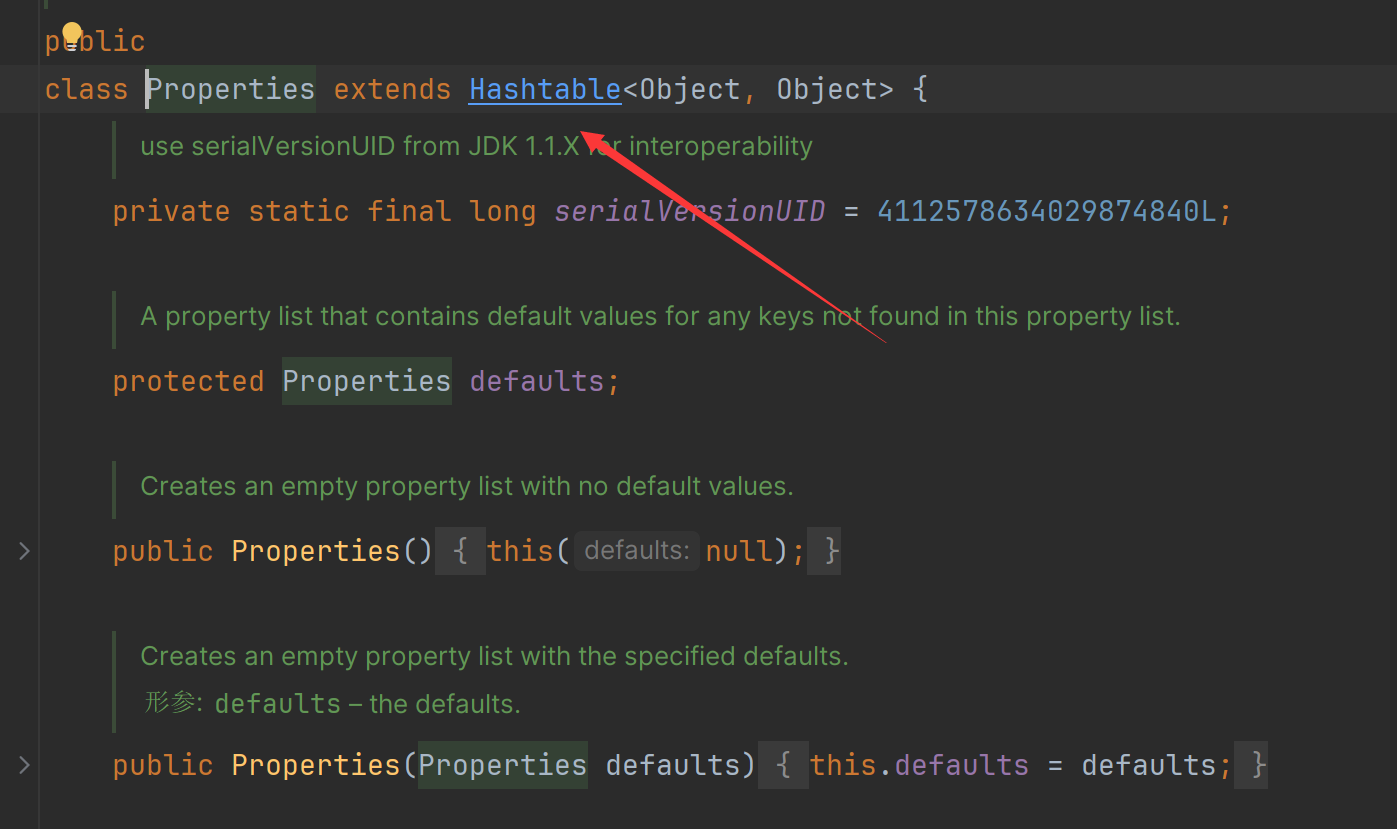 public
class Properties extends Hashtable<Object, Object> {
use serialVersionUID from JDK 1.1.X for interoperability
private static final long serialVersionUID = 4112578634029874840L;
A property list that contains default values for any keys not found in this property list.
protected Properties defaults;
Creates an empty property list with no default values.
public Properties() { this( defaults: null); }
Creates an empty property list with the specified defaults.
形参: defaults – the defaults.
public Properties(Properties defaults) { this.defaults = defaults; }